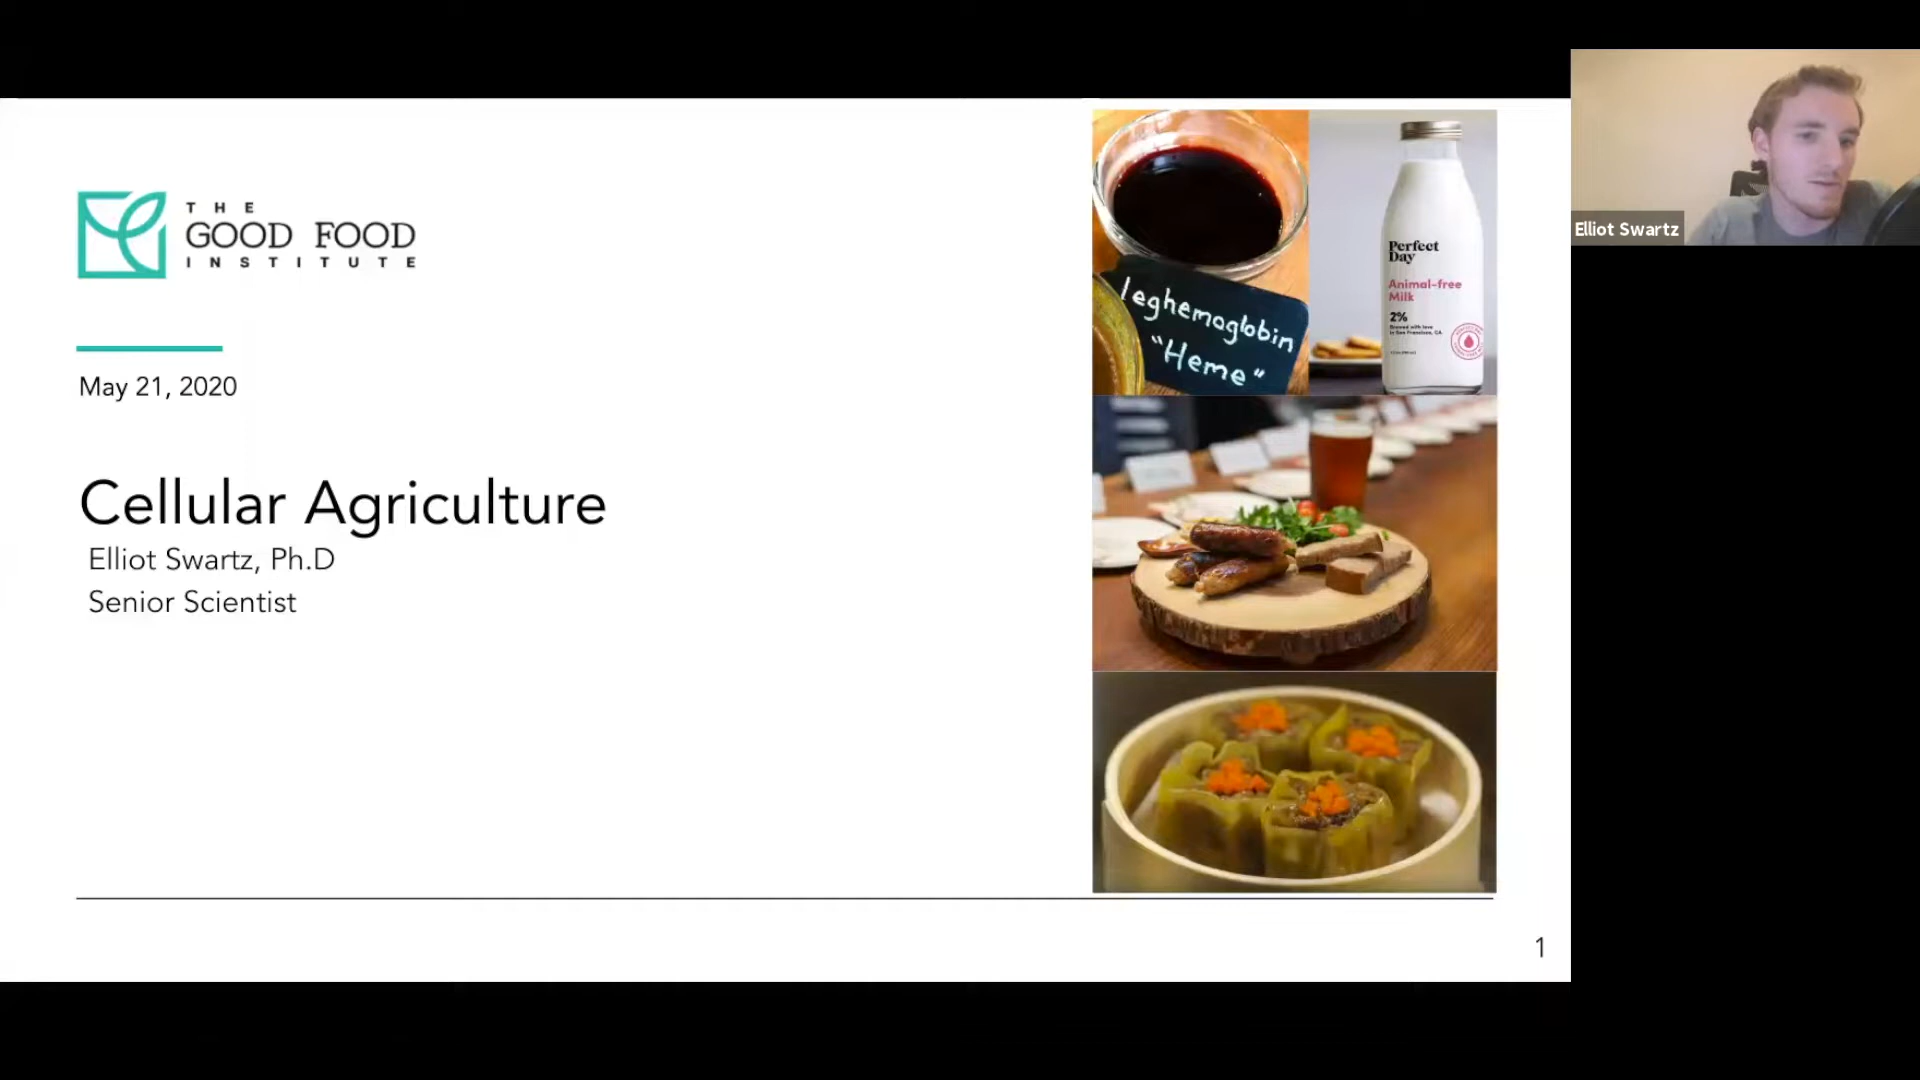 THE
GOOD FOOD
INSTITUTE
May 21, 2020
Cellular Agriculture
Elliot Swartz, Ph.D
Senior Scientist
leghemoglobin
"Heme"
Perfect
Day
Animal-free
Milk
2%
Elliot Swartz
1